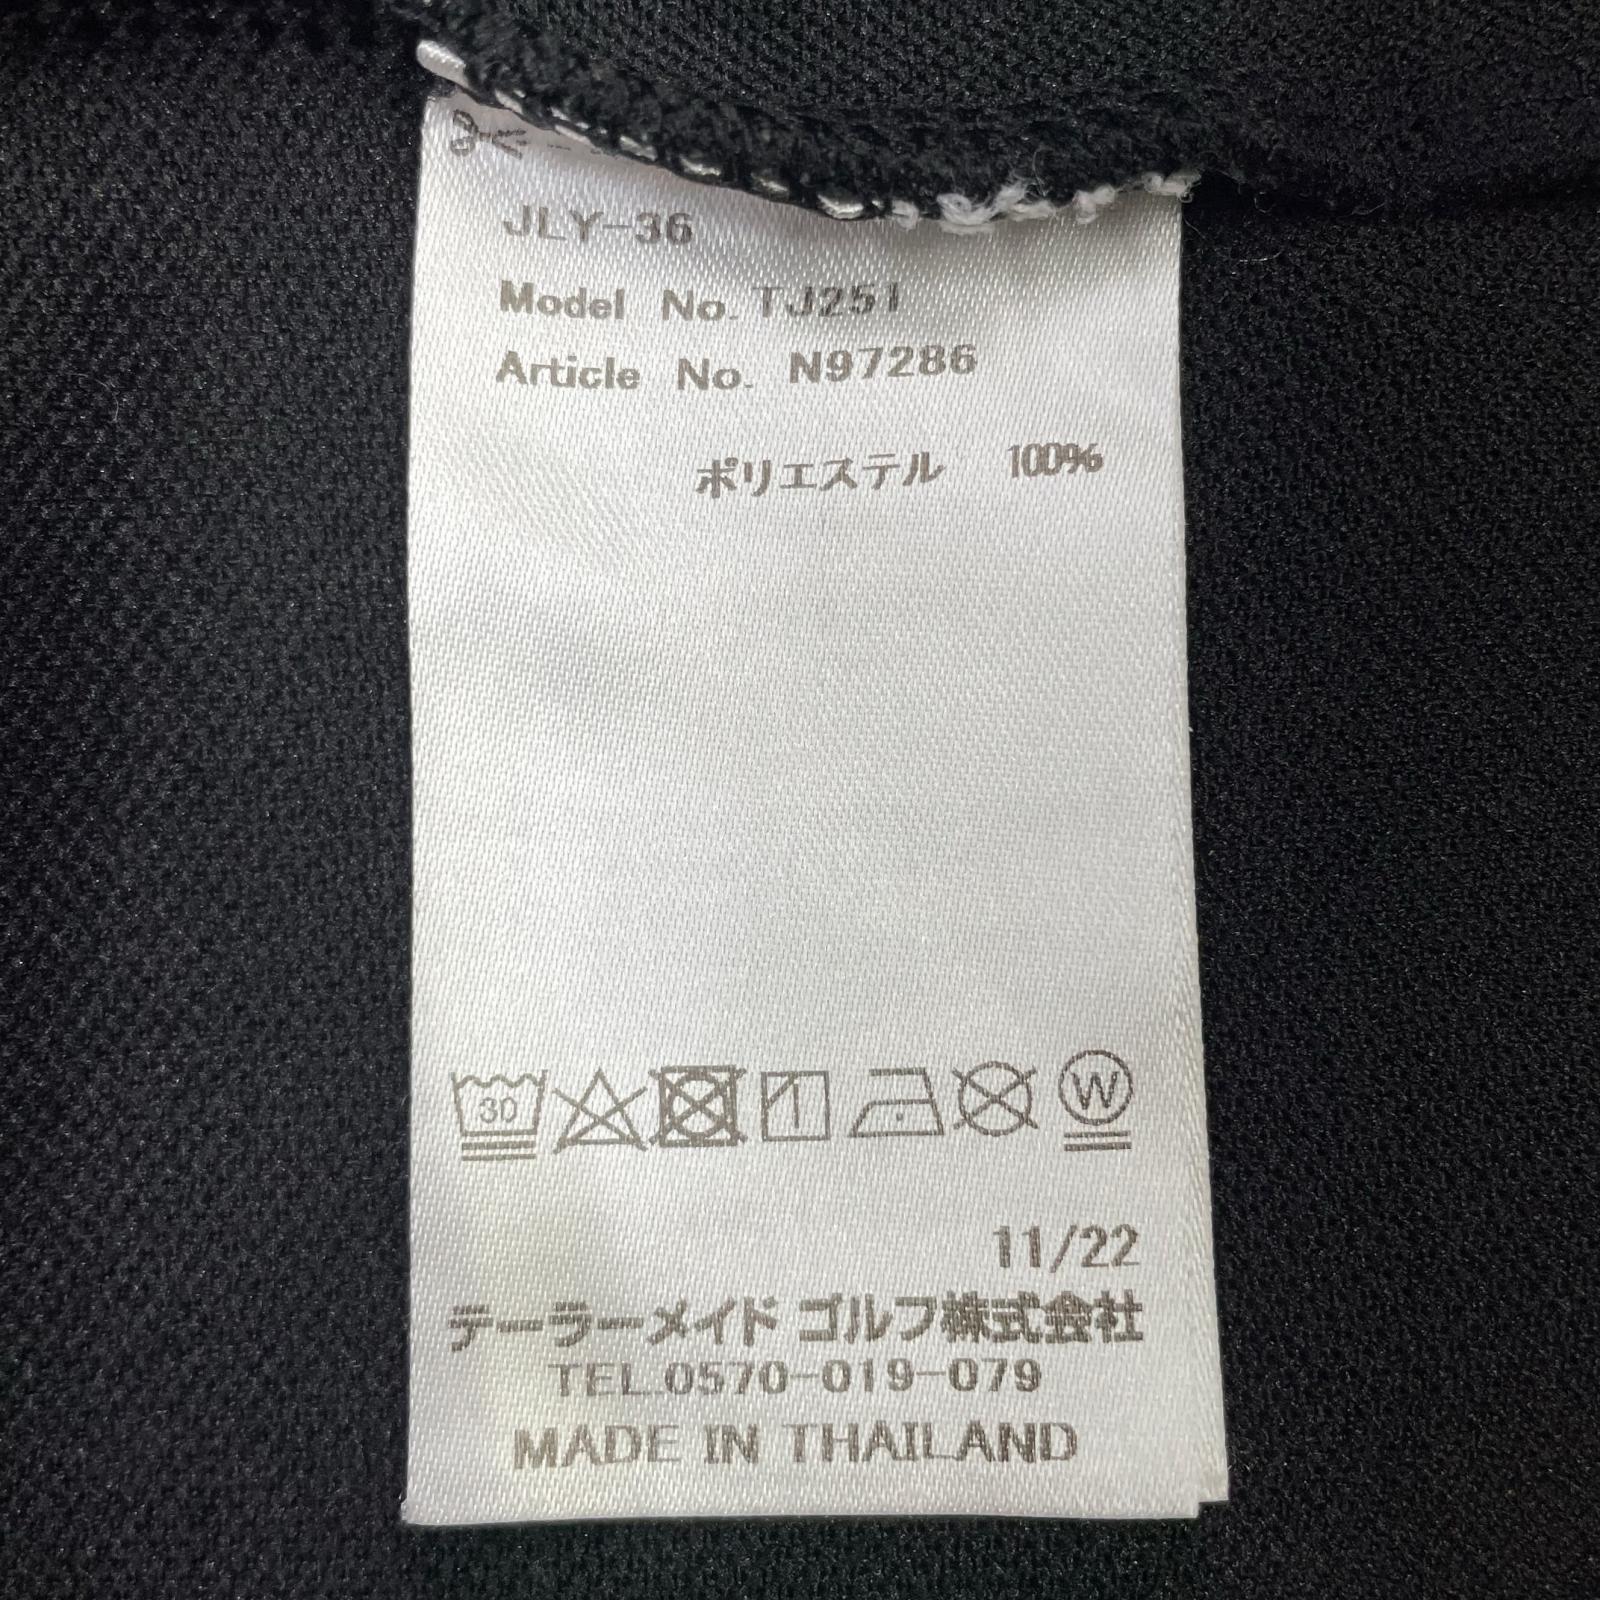 JLY-36
Model No. TJ251
Article No. N97286
ポリエステル 100%
30 W
11/22
テーラーメイド ゴルフ株式会社
TEL.0570-019-079
MADE IN THAILAND